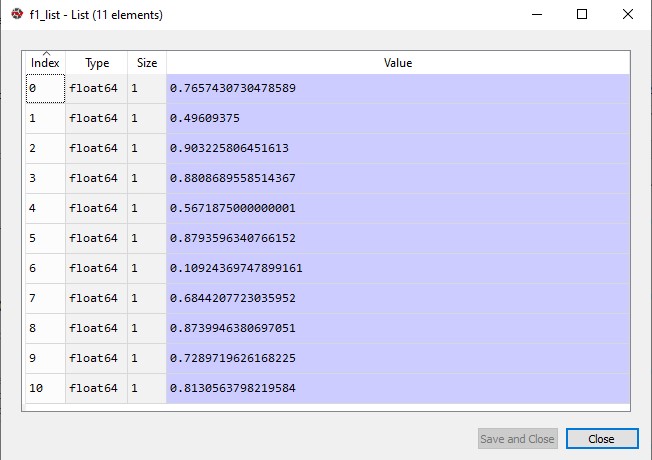 f1_list - List (11 elements)
Index Type Size Value
0 float64 1 0.7657430730478589
1 float64 1 0.49609375
2 float64 1 0.903225806451613
3 float64 1 0.8808689558514367
4 float64 1 0.5671875000000001
5 float64 1 0.8793596340766152
6 float64 1 0.10924369747899161
7 float64 1 0.6844207723035952
8 float64 1 0.8739946380697051
9 float64 1 0.7289719626168225
10 float64 1 0.8130563798219584
Save and Close Close